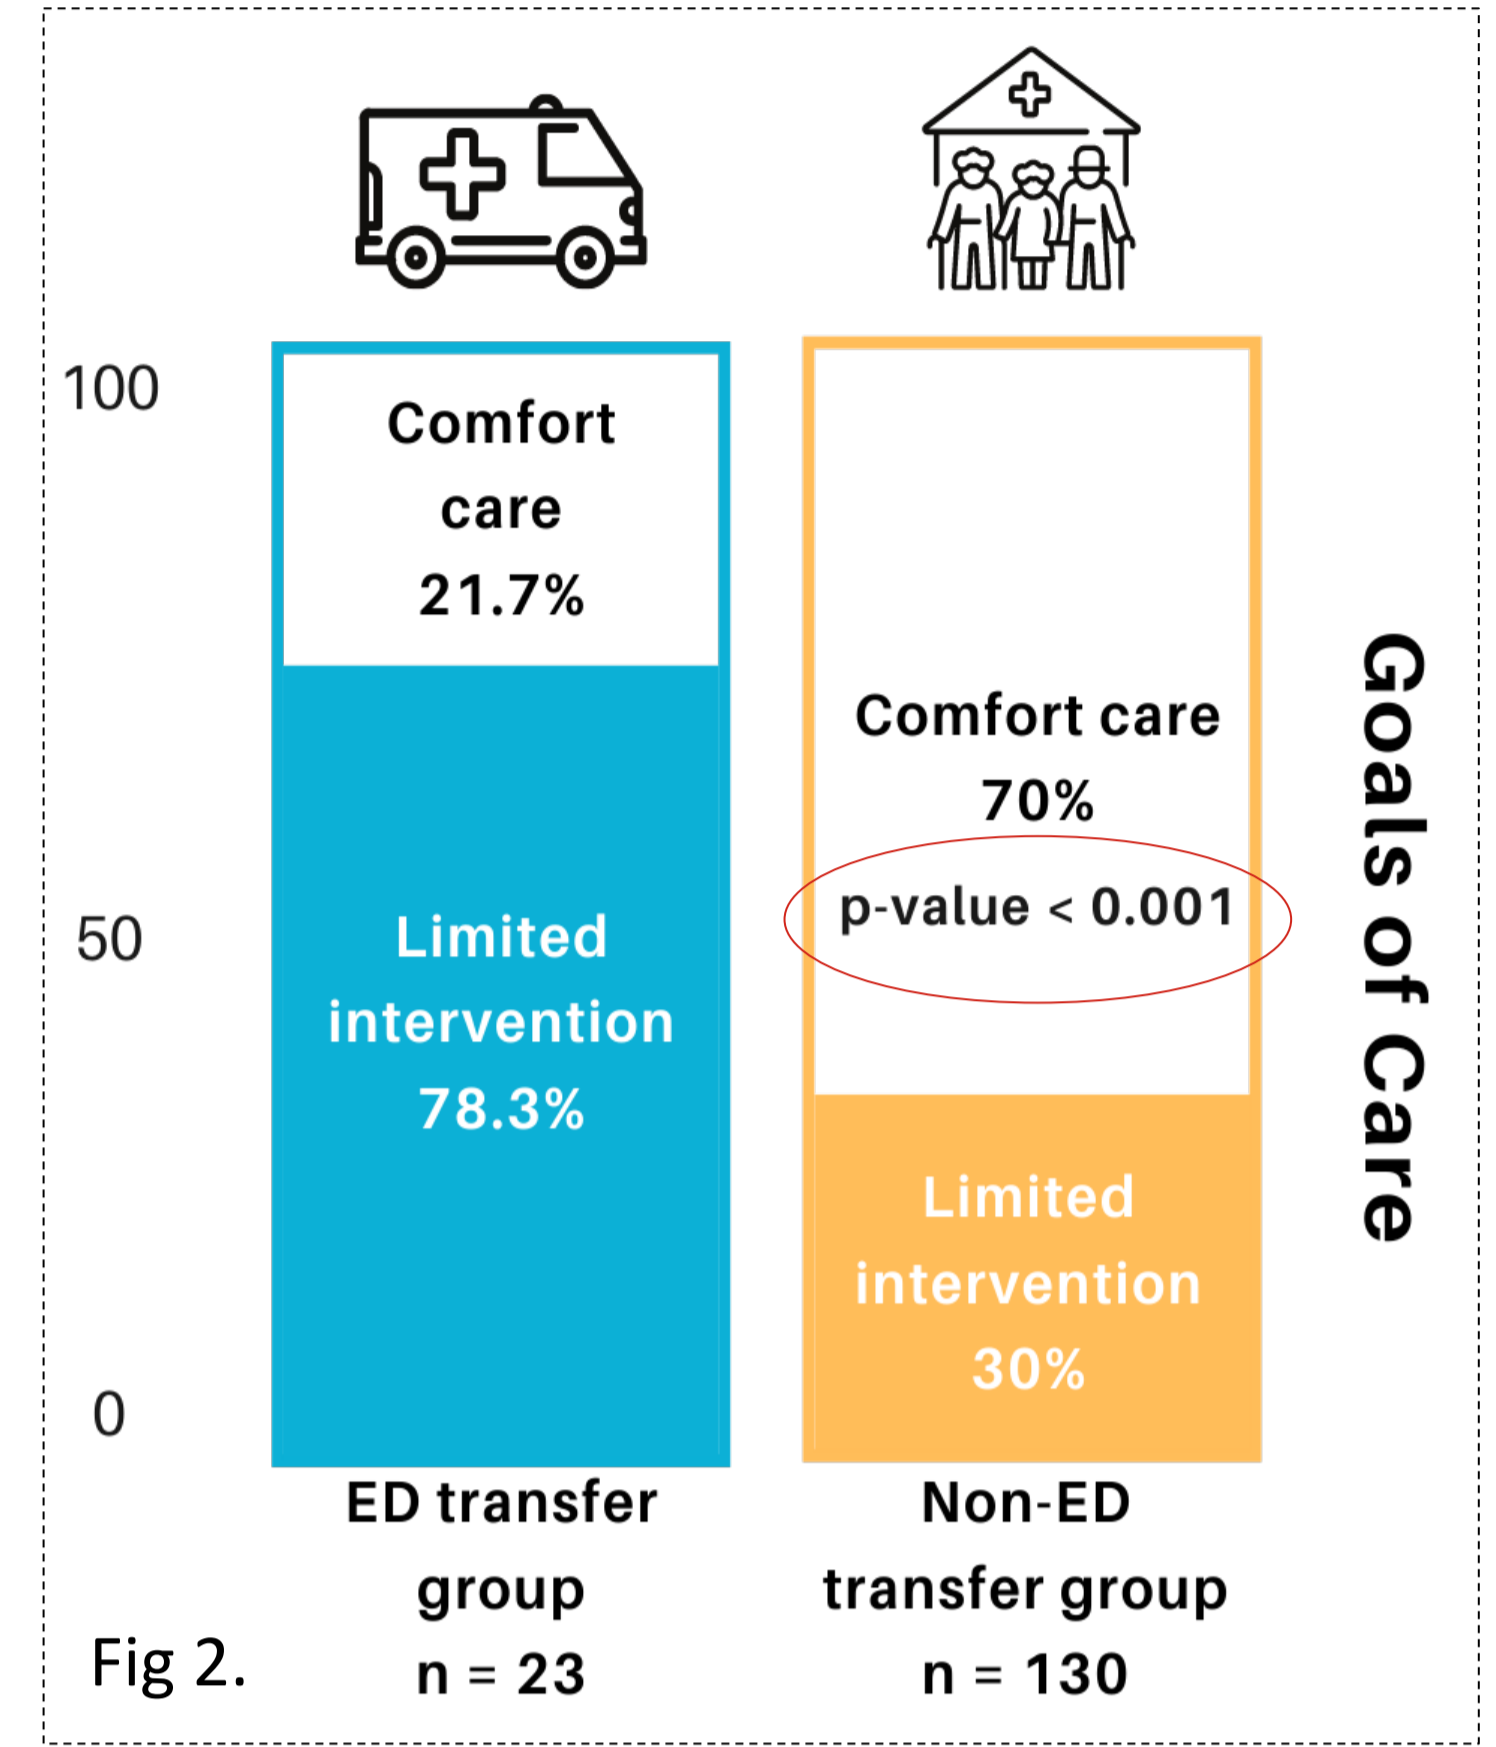 100
50
0
Comfort
care
21.7%
Limited
intervention
78.3%
Comfort care
70%
p-value < 0.001
Limited
intervention
30%
Goals of Care
ED transfer
group
n = 23
Non-ED
transfer group
n = 130
Fig 2.